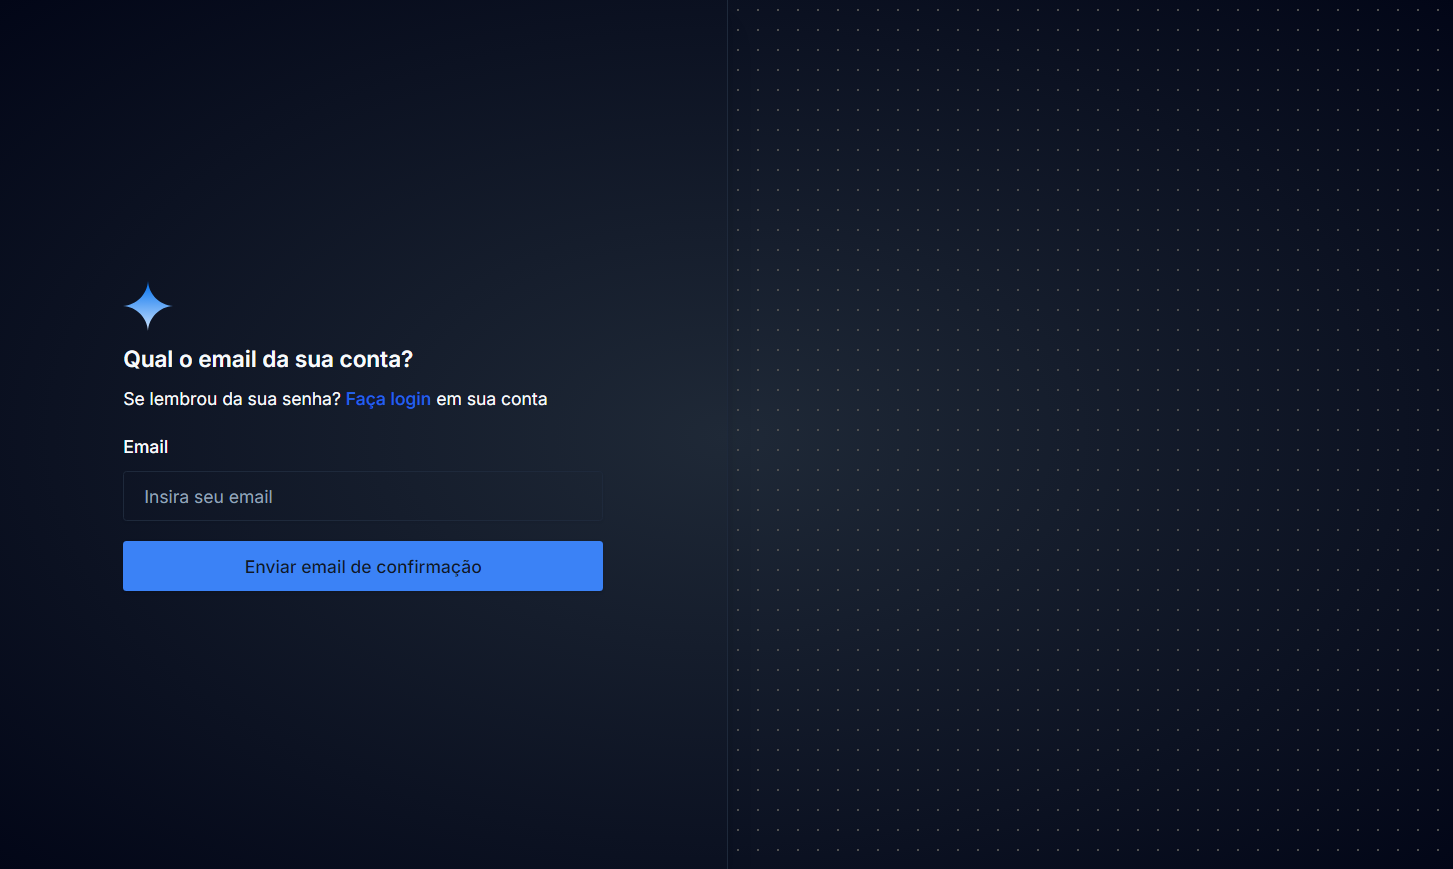 Qual o email da sua conta?
Se lembrou da sua senha? Faça login em sua conta
Email
Insira seu email
Enviar email de confirmação